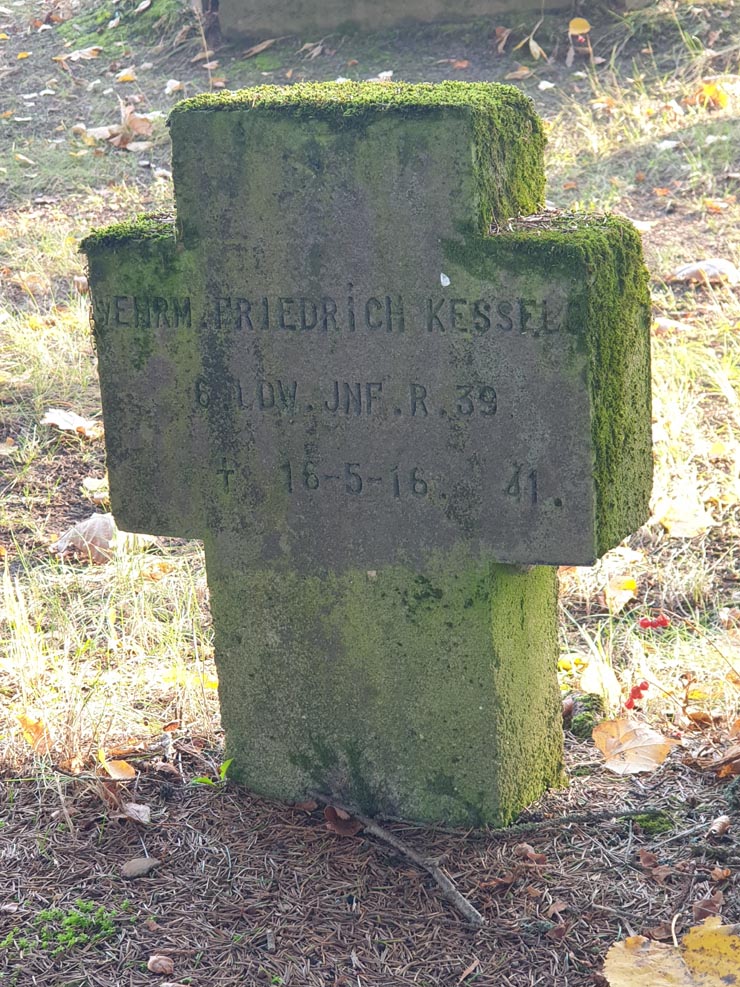 WEHRM. FRIEDRICH KESSEL
6 LDW. JNF. R. 39
† 16-5-16. 41.